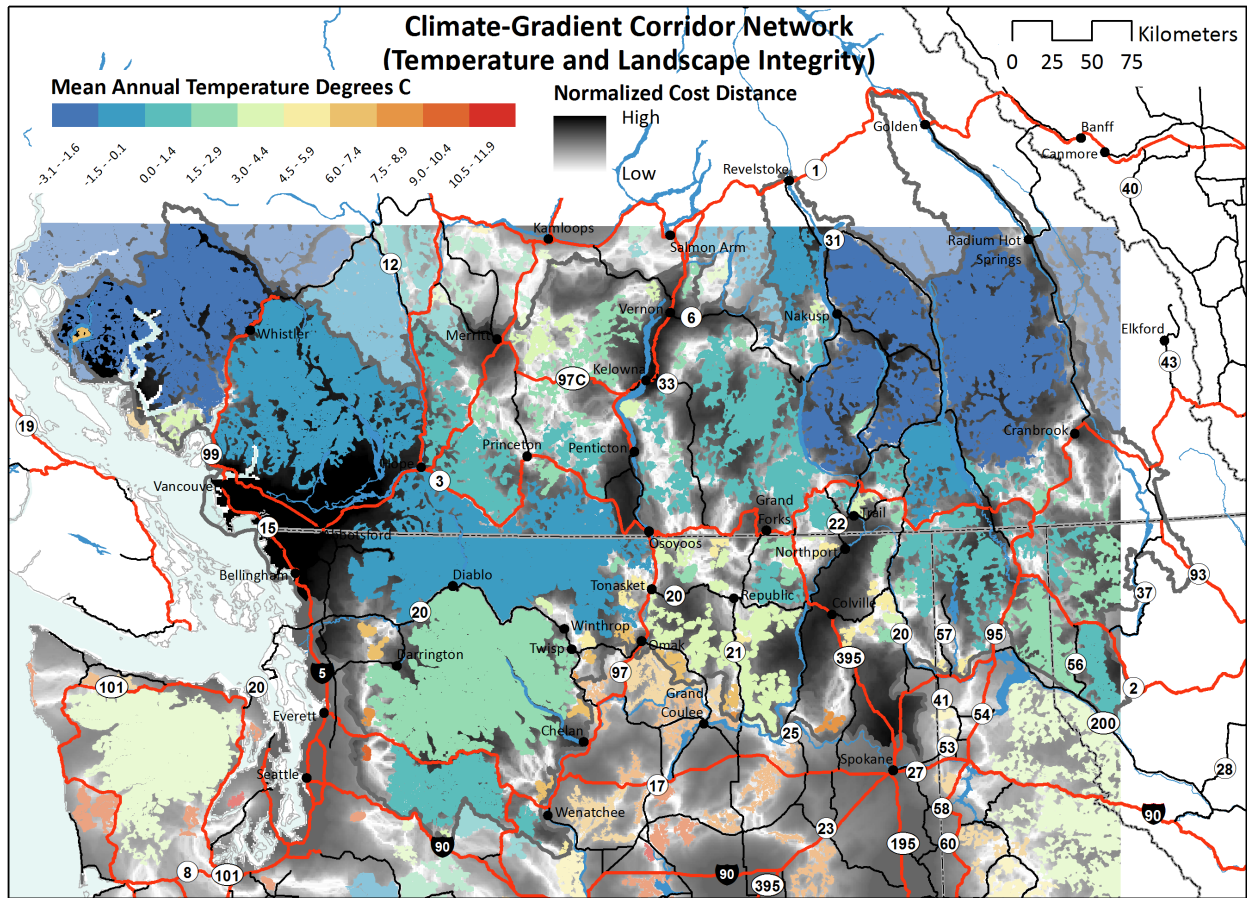 Climate-Gradient Corridor Network
(Temperature and Landscape Integrity)
0 25 50 75 Kilometers
Mean Annual Temperature Degrees C
-3.1 - -1.6
-1.5 - -0.1
0.0 - 1.4
1.5 - 2.9
3.0 - 4.4
4.5 - 5.9
6.0 - 7.4
7.5 - 8.9
9.0 - 10.4
10.5 - 11.9
Normalized Cost Distance
High
Low
Golden
Banff
Canmore
Revelstoke
1
40
Kamloops
Salmon Arm
31
Radium Hot
Springs
12
Vernon
6
Nakusp
Whistler
Merritt
Elkford
43
Kelowna
97C
33
19
99
Princeton
Penticton
Cranbrook
Hope
3
Vancouver
Grand
Forks
22
Trail
15
Abbotsford
Osoyoos
Northport
Bellingham
Diablo
Tonasket
20
Republic
Colville
93
37
20
Winthrop
Twisp
Omak
21
395
20
57
95
Darrington
5
97
56
101
20
Grand
Coulee
2
41
54
200
Everett
Chelan
25
53
Seattle
Spokane
27
28
17
Wenatchee
58
90
23
195
60
90
8
101
90
395